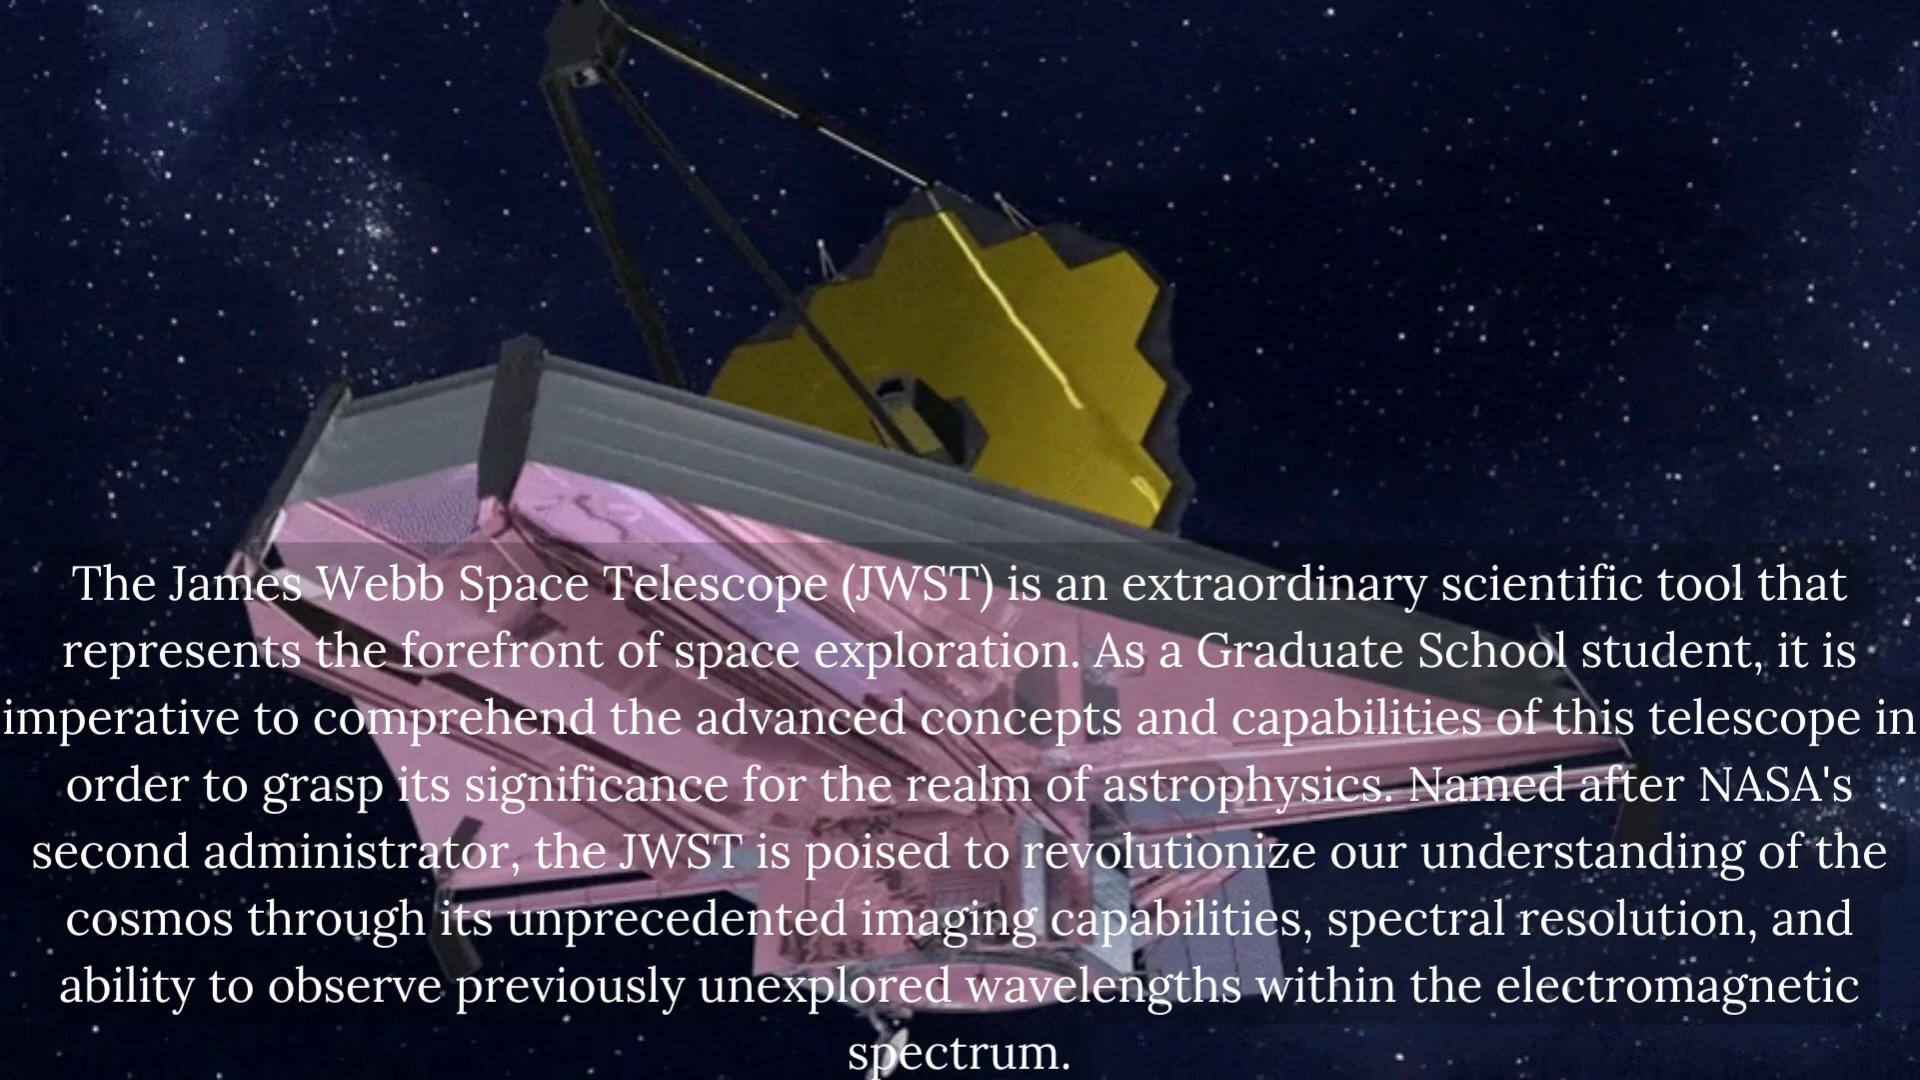 The James Webb Space Telescope (JWST) is an extraordinary scientific tool that
represents the forefront of space exploration. As a Graduate School student, it is
imperative to comprehend the advanced concepts and capabilities of this telescope in
order to grasp its significance for the realm of astrophysics. Named after NASA's
second administrator, the JWST is poised to revolutionize our understanding of the
cosmos through its unprecedented imaging capabilities, spectral resolution, and
ability to observe previously unexplored wavelengths within the electromagnetic
spectrum.